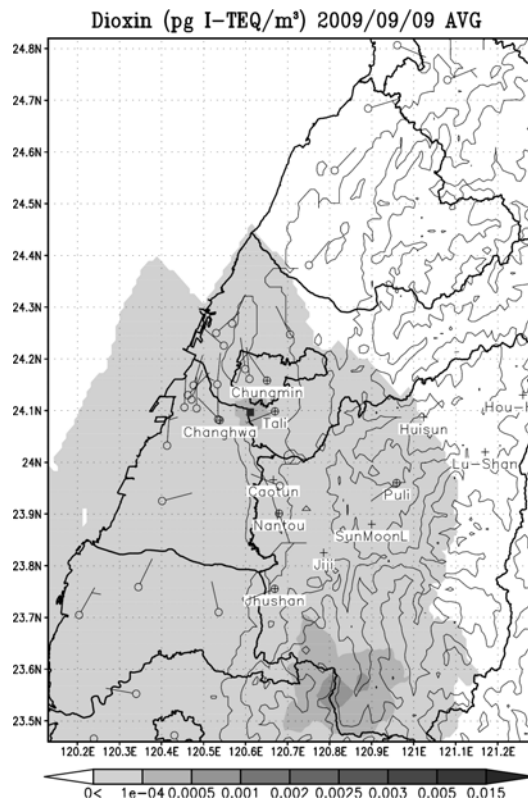 Dioxin (pg I-TEQ/m³) 2009/09/09 AVG
24.8N
24.7N
24.6N
24.5N
24.4N
24.3N
24.2N
Chungmin
24.1N
Tali
Changhwa
Huisun
24N
Lu-Shan
Caotun
Puli
23.9N
Nantou
SunMoonL
23.8N
Jiji
23.7N
23.6N
23.5N
120.2E 120.3E 120.4E 120.5E 120.6E 120.7E 120.8E 120.9E 121E 121.1E 121.2E
0< 1e-04 0.0005 0.001 0.002 0.003 0.005 0.015